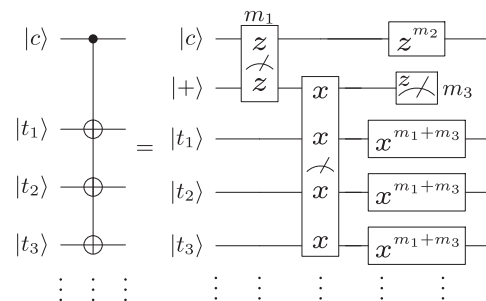 m₁
|c⟩ = |c⟩ z z^{m₂}
|+⟩ z x z m₃
|t₁⟩ |t₁⟩ x x^{m₁+m₃}
|t₂⟩ |t₂⟩ x x^{m₁+m₃}
|t₃⟩ |t₃⟩ x x^{m₁+m₃}